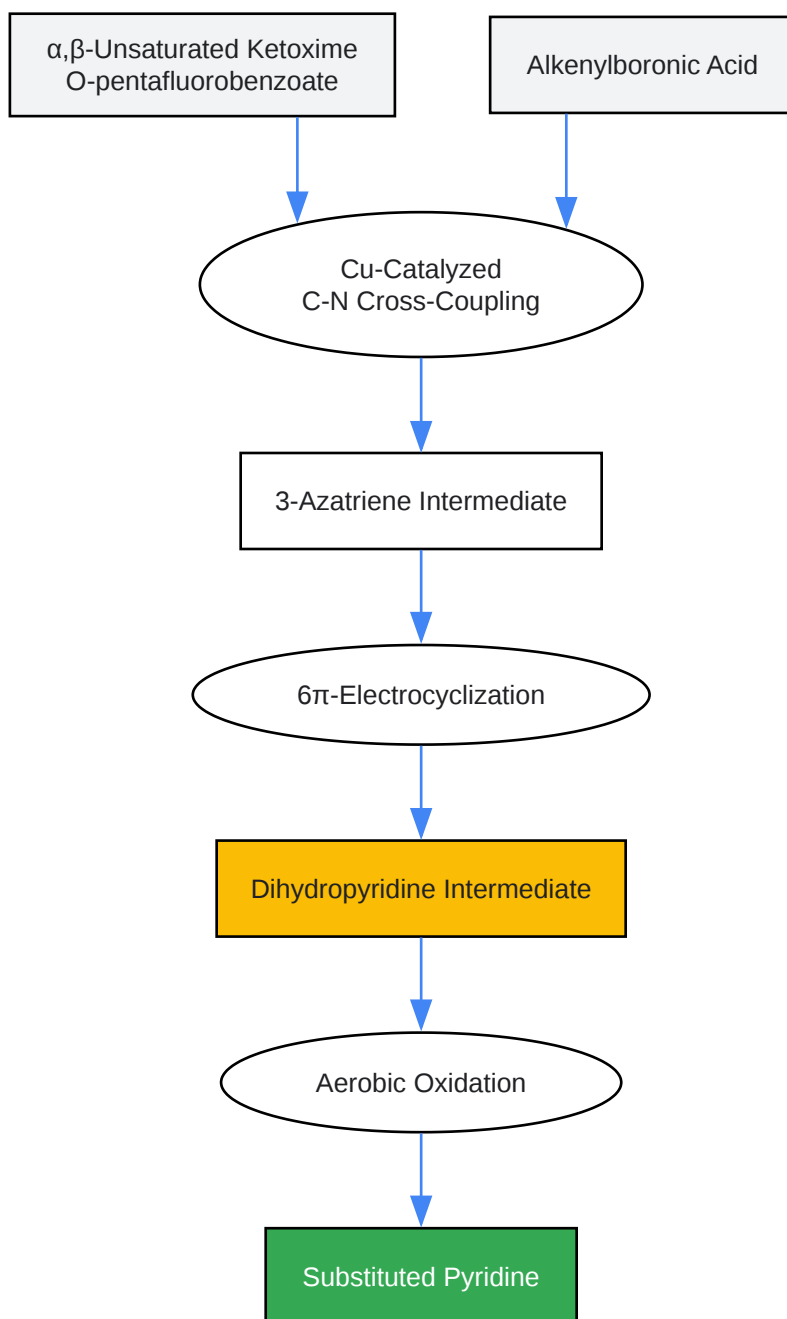 α,β-Unsaturated Ketoxime
O-pentafluorobenzoate
Alkenylboronic Acid
Cu-Catalyzed
C-N Cross-Coupling
3-Azatriene Intermediate
6π-Electrocyclization
Dihydropyridine Intermediate
Aerobic Oxidation
Substituted Pyridine